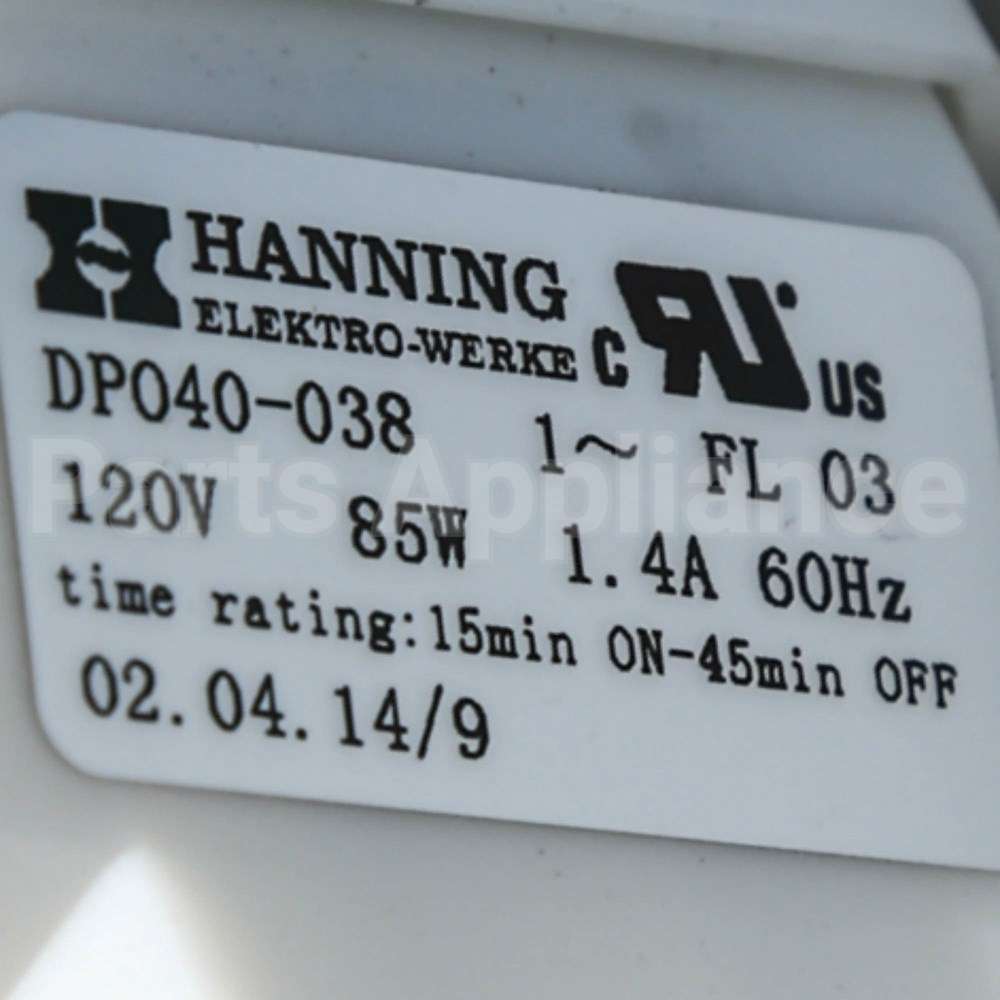 HANNING
ELEKTRO-WERKE
c RU US
DP040-038 1~ FL 03
120V 85W 1.4A 60Hz
time rating:15min ON-45min OFF
02.04.14/9
Parts Appliance